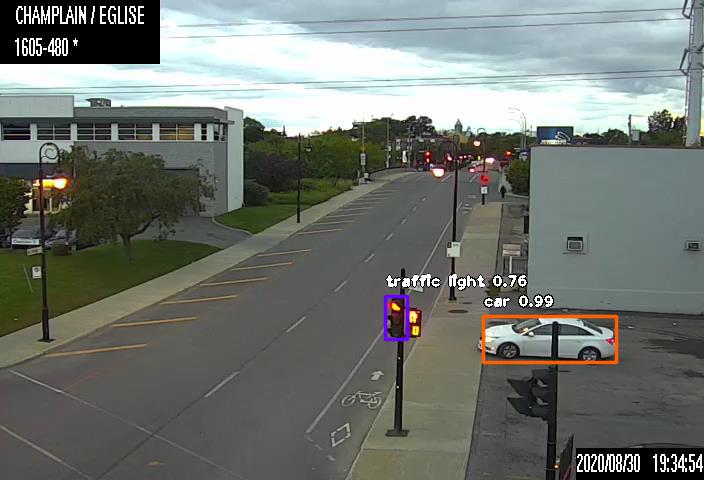 CHAMPLAIN / EGLISE
1605-480 *
traffic light 0.76
car 0.99
2020/08/30 19:34:54